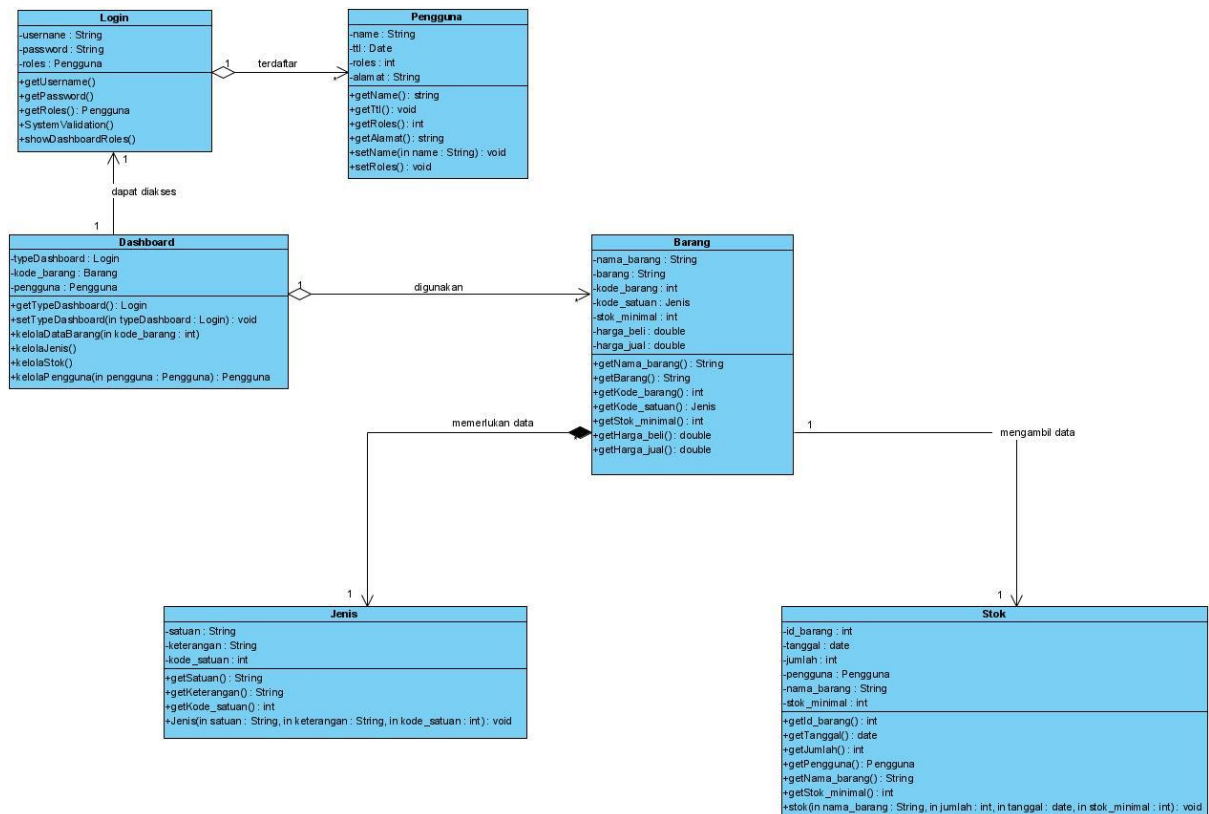 Login
-usernane : String
-password : String
-roles : Pengguna
+getUsername()
+getPassword()
+getRoles() : Pengguna
+SystemValidation()
+showDashboardRoles()
1
terdaftar
*
Pengguna
-name : String
-ttl : Date
-roles : int
-alamat : String
+getName() : string
+getTtl() : void
+getRoles() : int
+getAlamat() : string
+setName(in name : String) : void
+setRoles() : void
1
dapat diakses
1
Dashboard
-typeDashboard : Login
-kode_barang : Barang
-pengguna : Pengguna
+getTypeDashboard() : Login
+setTypeDashboard(in typeDashboard : Login) : void
+kelolaDataBarang(in kode_barang : int)
+kelolaJenis()
+kelolaStok()
+kelolaPengguna(in pengguna : Pengguna) : Pengguna
1
digunakan
*
Barang
-nama_barang : String
-barang : String
-kode_barang : int
-kode_satuan : Jenis
-stok_minimal : int
-harga_beli : double
-harga_jual : double
+getNama_barang() : String
+getBarang() : String
+getKode_barang() : int
+getKode_satuan() : Jenis
+getStok_minimal() : int
+getHarga_beli() : double
+getHarga_jual() : double
memerlukan data
1
1
mengambil data
1
Jenis
-satuan : String
-keterangan : String
-kode_satuan : int
+getSatuan() : String
+getKeterangan() : String
+getKode_satuan() : int
+Jenis(in satuan : String, in keterangan : String, in kode_satuan : int) : void
Stok
-id_barang : int
-tanggal : date
-jumlah : int
-pengguna : Pengguna
-nama_barang : String
-stok_minimal : int
+getId_barang() : int
+getTanggal() : date
+getJumlah() : int
+getPengguna() : Pengguna
+getNama_barang() : String
+getStok_minimal() : int
+stok(in nama_barang : String, in jumlah : int, in tanggal : date, in stok_minimal : int) : void